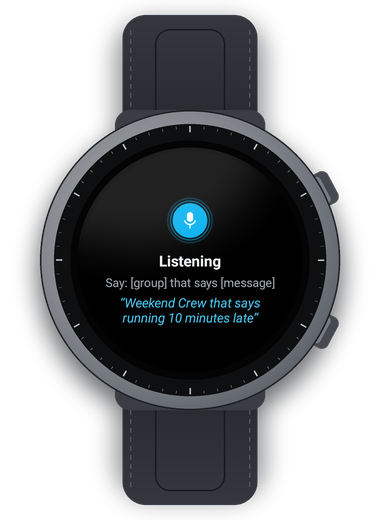 Listening
Say: [group] that says [message]
“Weekend Crew that says
running 10 minutes late”